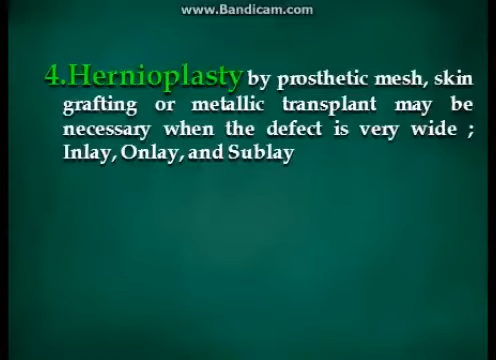 www.Bandicam.com
4.Hernioplasty by prosthetic mesh, skin
grafting or metallic transplant may be
necessary when the defect is very wide ;
Inlay, Onlay, and Sublay